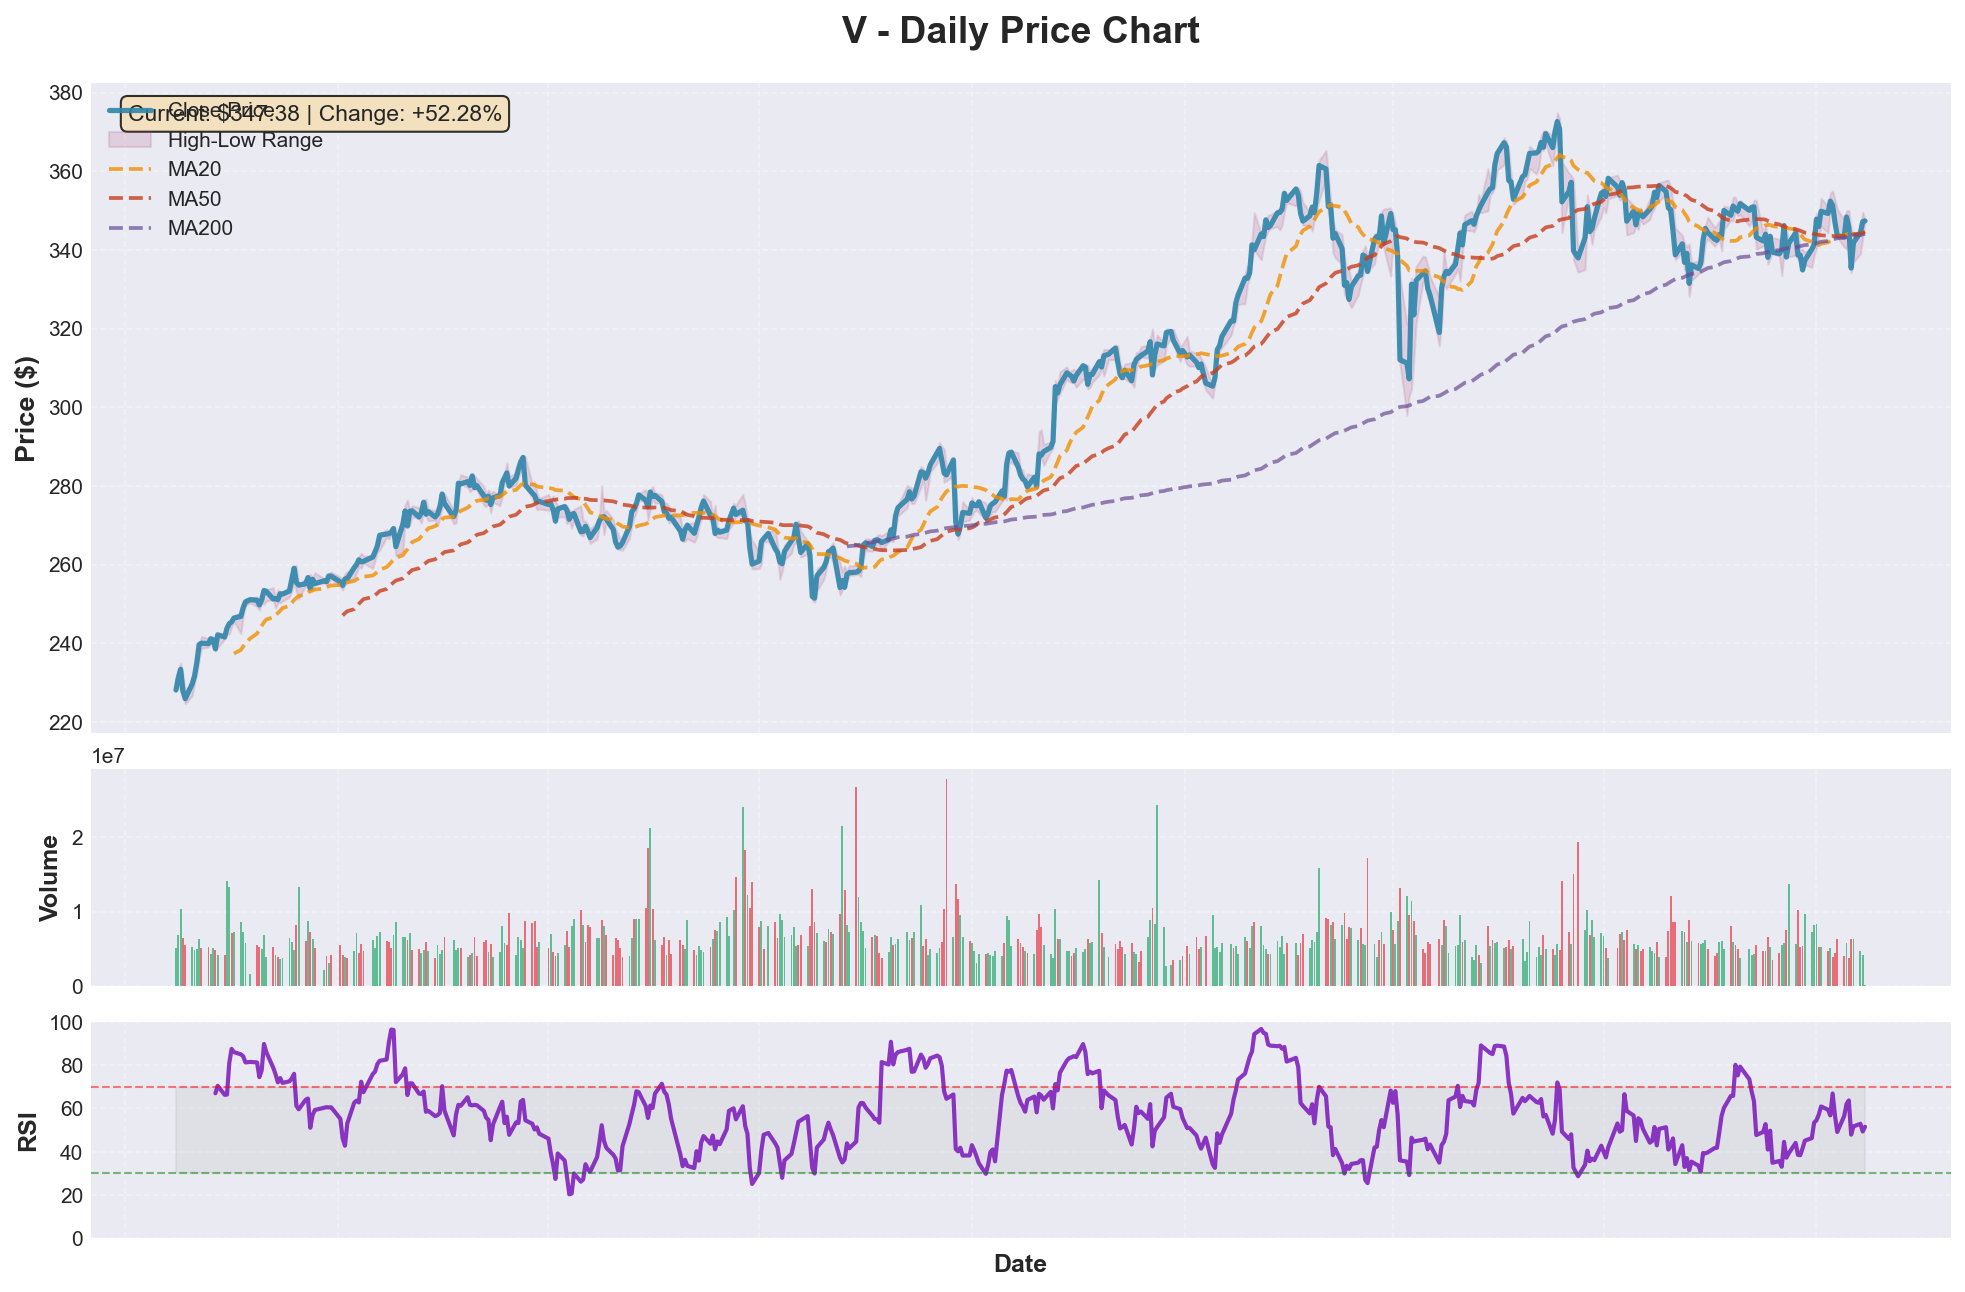 V - Daily Price Chart
Current: $347.38 | Change: +52.28%
Close Price
High-Low Range
MA20
MA50
MA200
Price ($)
380
360
340
320
300
280
260
240
220
1e7
Volume
2
1
0
RSI
100
80
60
40
20
0
Date